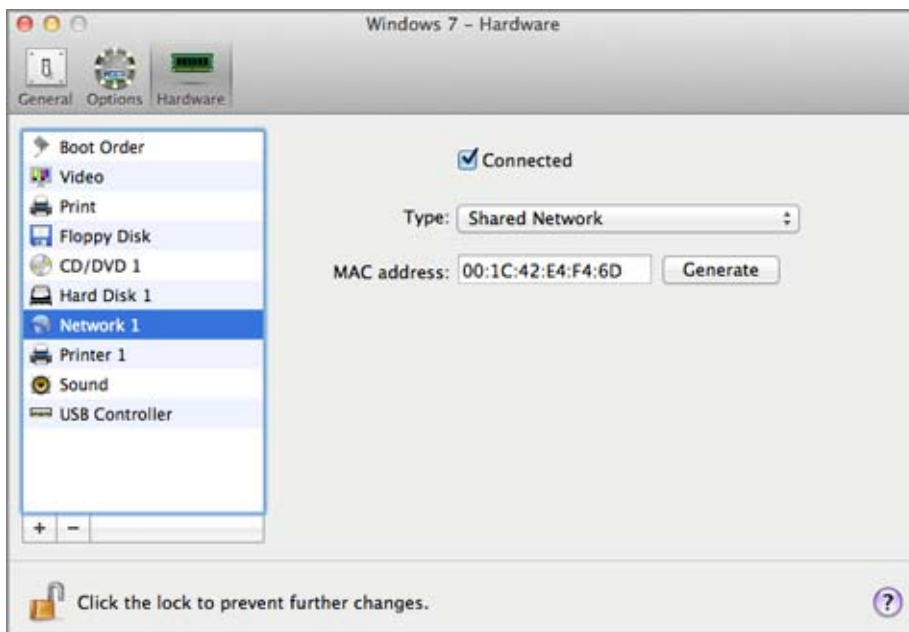 Windows 7 – Hardware
General Options Hardware
Boot Order
Video
Print
Floppy Disk
CD/DVD 1
Hard Disk 1
Network 1
Printer 1
Sound
USB Controller
+ −
Connected
Type: Shared Network
MAC address: 00:1C:42:E4:F4:6D Generate
Click the lock to prevent further changes. ?